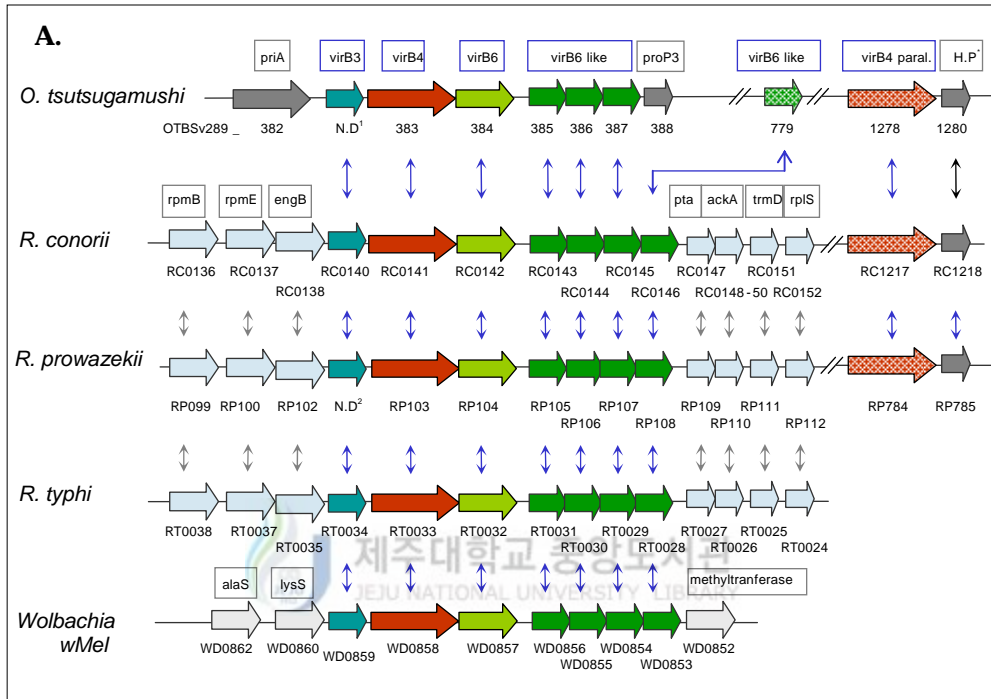 A.
priA virB3 virB4 virB6 virB6 like proP3 virB6 like virB4 paral. H.P*
O. tsutsugamushi
OTBSv289 _ 382 N.D1 383 384 385 386 387 388 779 1278 1280
rpmB rpmE engB pta ackA trmD rplS
R. conorii
RC0136 RC0137 RC0140 RC0141 RC0142 RC0143 RC0145 RC0147 RC0151 RC1217 RC1218
RC0138 RC0144 RC0146 RC0148-50 RC0152
R. prowazekii
RP099 RP100 RP102 N.D2 RP103 RP104 RP105 RP107 RP109 RP111 RP784 RP785
RP106 RP108 RP110 RP112
R. typhi
RT0038 RT0037 RT0034 RT0033 RT0032 RT0031 RT0029 RT0027 RT0025
RT0035 RT0030 RT0028 RT0026 RT0024
제주대학교 중앙도서관
JEJU NATIONAL UNIVERSITY LIBRARY
alaS lysS methyltranferase
Wolbachia
wMel
WD0862 WD0860 WD0859 WD0858 WD0857 WD0856 WD0854 WD0852
WD0855 WD0853